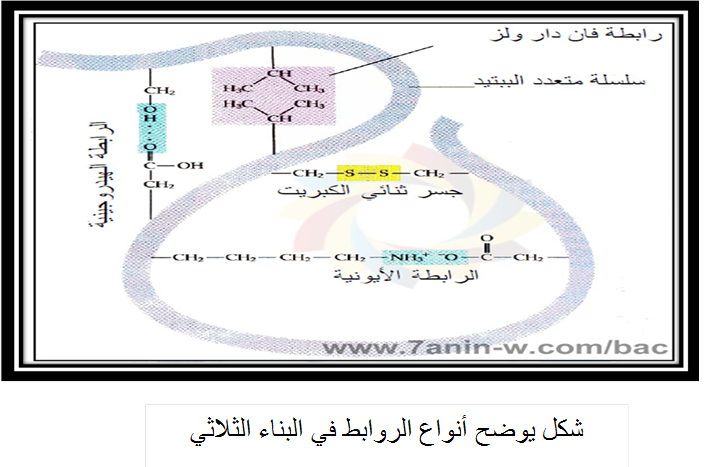 رابطة فان دار ولز
سلسلة متعدد الببتيد
CH
H₃C CH₃
H₃C CH₃
CH
CH₂
OH
O
C — OH
CH₂
الرابطة الهيدروجينية
— CH₂ — S — S — CH₂ —
جسر ثنائي الكبريت
O
— CH₂ — CH₂ — CH₂ — CH₂ — NH₃⁺ ⁻O — C — CH₂ —
الرابطة الأيونية
www.7anin-w.com/bac
شكل يوضح أنواع الروابط في البناء الثلاثي